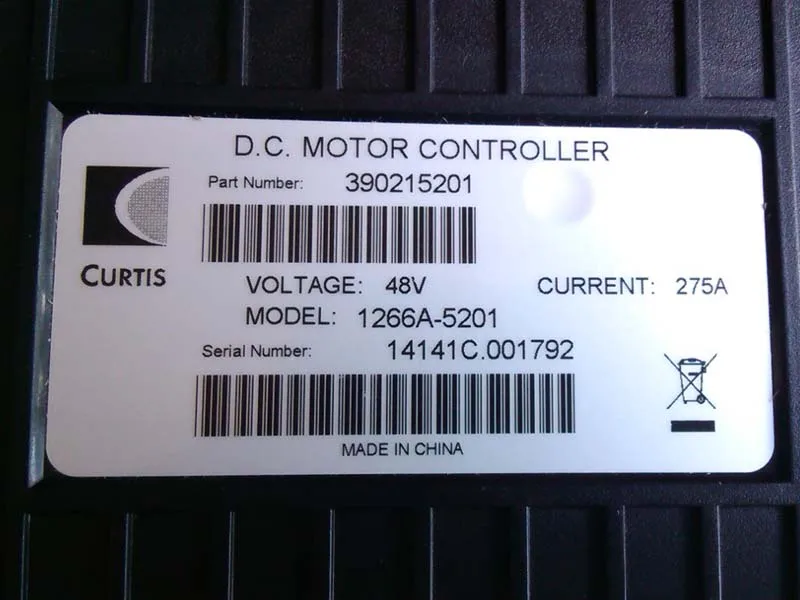 D.C. MOTOR CONTROLLER
Part Number: 390215201
CURTIS
VOLTAGE: 48V CURRENT: 275A
MODEL: 1266A-5201
Serial Number: 14141C.001792
MADE IN CHINA